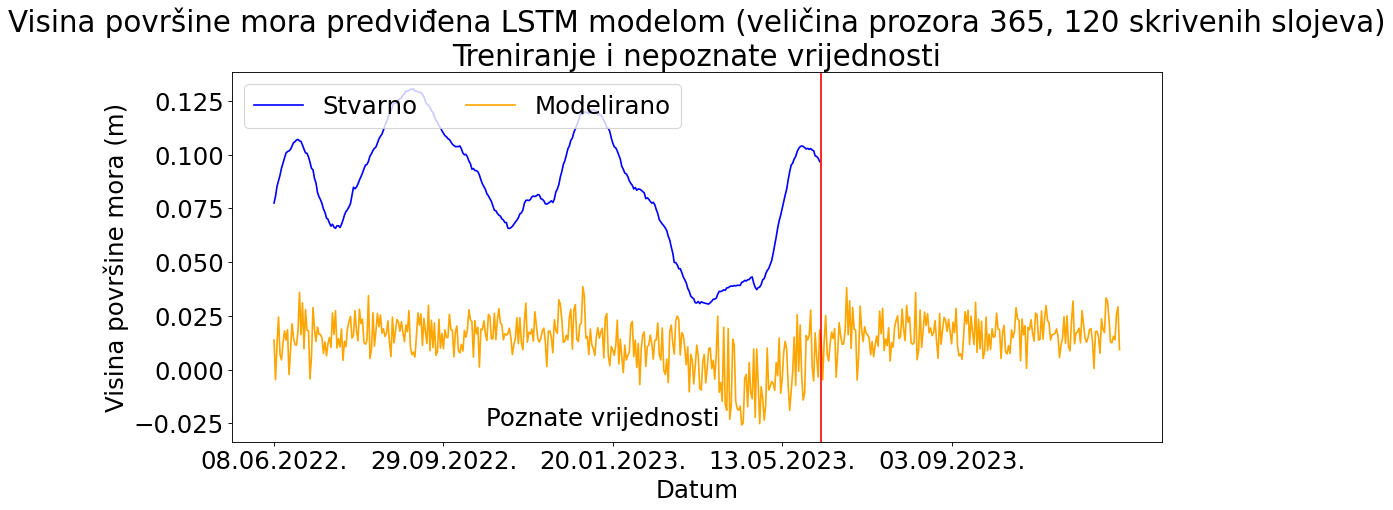 Visina površine mora predviđena LSTM modelom (veličina prozora 365, 120 skrivenih slojeva)
Treniranje i nepoznate vrijednosti
Stvarno Modelirano
Visina površine mora (m)
0.125
0.100
0.075
0.050
0.025
0.000
−0.025
Poznate vrijednosti
08.06.2022. 29.09.2022. 20.01.2023. 13.05.2023. 03.09.2023.
Datum